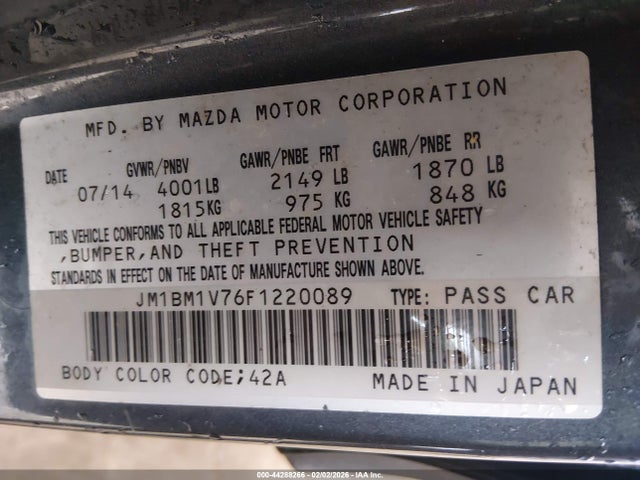 MFD. BY MAZDA MOTOR CORPORATION
DATE GVWR/PNBV GAWR/PNBE FRT GAWR/PNBE RR
07/14 4001LB 2149 LB 1870 LB
1815KG 975 KG 848 KG
THIS VEHICLE CONFORMS TO ALL APPLICABLE FEDERAL MOTOR VEHICLE SAFETY
,BUMPER,AND THEFT PREVENTION
STANDARDS IN EFFECT ON THE DATE OF MANUFACTURE SHOWN ABOVE.
JM1BM1V76F1220089 TYPE: PASS CAR
BODY COLOR CODE;42A MADE IN JAPAN
000-44288266 - 02/02/2026 - IAA Inc.